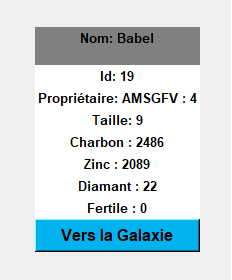 Nom: Babel
Id: 19
Propriétaire: AMSGFV : 4
Taille: 9
Charbon : 2486
Zinc : 2089
Diamant : 22
Fertile : 0
Vers la Galaxie